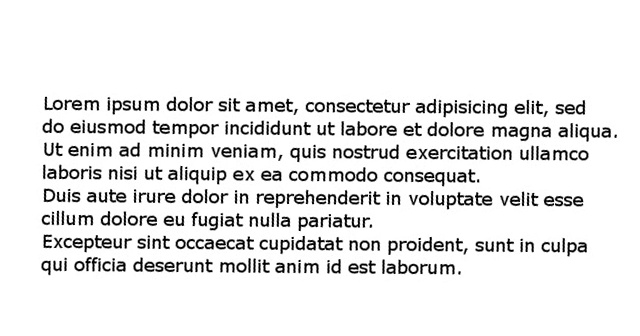 Lorem ipsum dolor sit amet, consectetur adipisicing elit, sed
do eiusmod tempor incididunt ut labore et dolore magna aliqua.
Ut enim ad minim veniam, quis nostrud exercitation ullamco
laboris nisi ut aliquip ex ea commodo consequat.
Duis aute irure dolor in reprehenderit in voluptate velit esse
cillum dolore eu fugiat nulla pariatur.
Excepteur sint occaecat cupidatat non proident, sunt in culpa
qui officia deserunt mollit anim id est laborum.